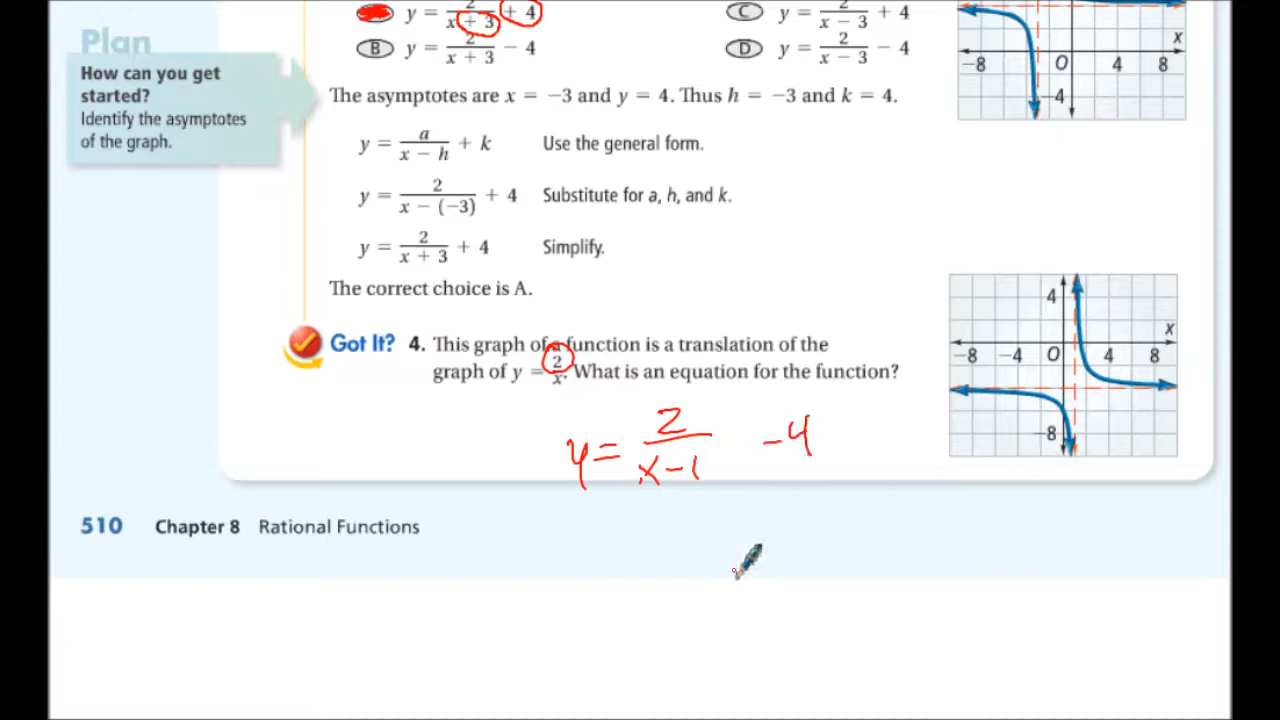 y = 2/(x + 3) + 4
C y = 2/(x − 3) + 4
B y = 2/(x + 3) − 4
D y = 2/(x − 3) − 4
Plan
How can you get
started?
Identify the asymptotes
of the graph.
The asymptotes are x = −3 and y = 4. Thus h = −3 and k = 4.
y = a/(x − h) + k Use the general form.
y = 2/(x − (−3)) + 4 Substitute for a, h, and k.
y = 2/(x + 3) + 4 Simplify.
The correct choice is A.
x
−8 O 4 8
−4
Got It? 4. This graph of a function is a translation of the
graph of y = 2/x. What is an equation for the function?
y = 2/(x−1) −4
4
x
−8 −4 O 4 8
−8
510 Chapter 8 Rational Functions